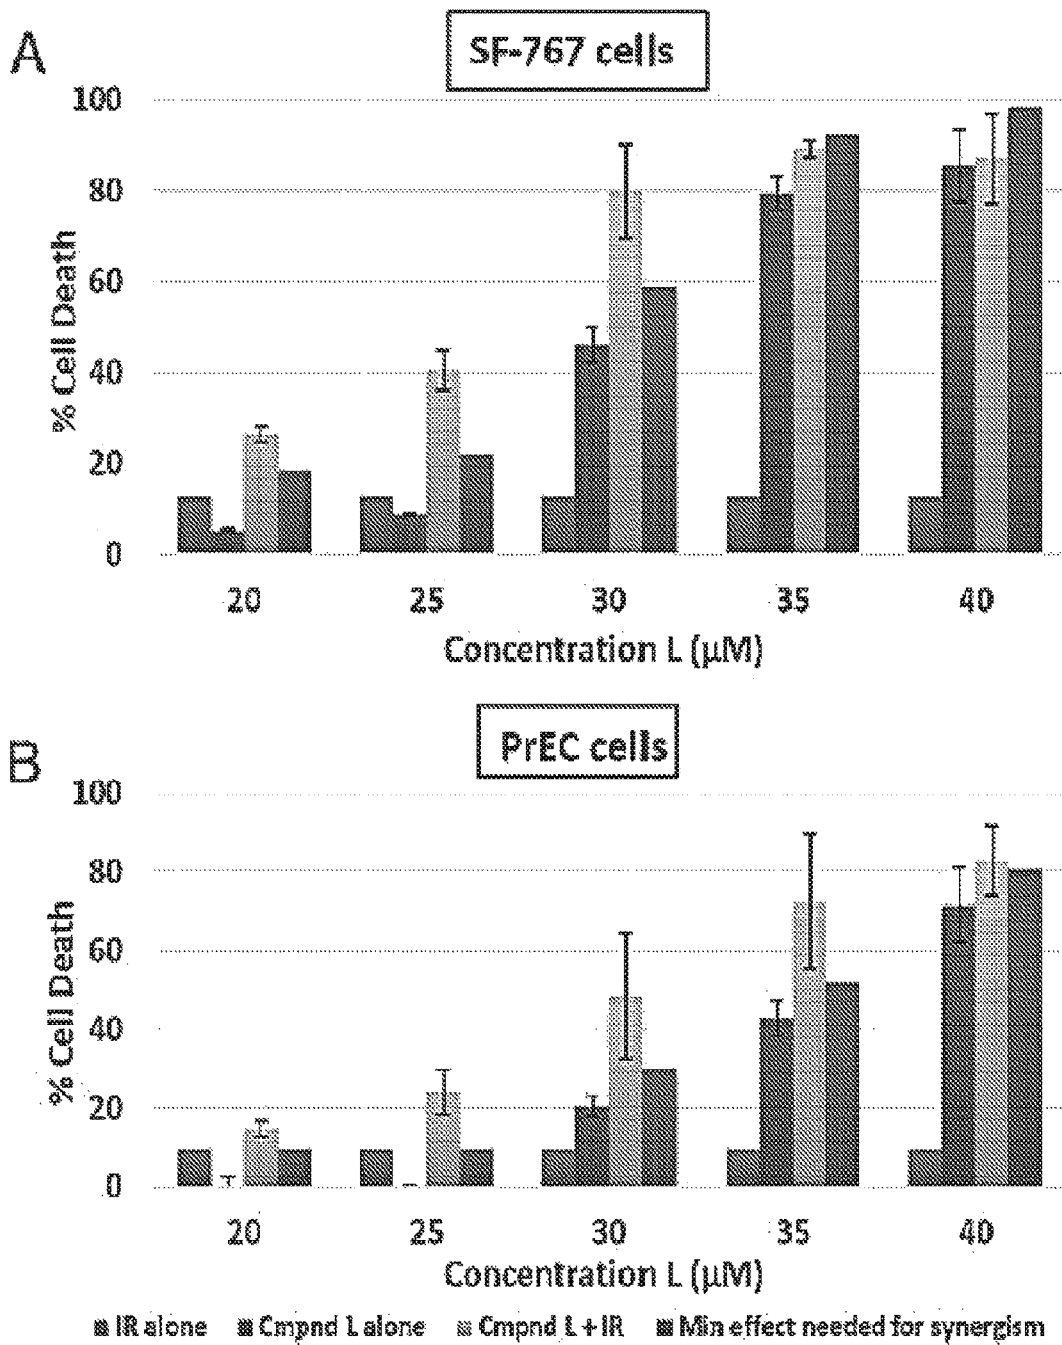 A
SF-767 cells
% Cell Death
100
80
60
40
20
0
20 25 30 35 40
Concentration L (µM)
B
PrEC cells
% Cell Death
100
80
60
40
20
0
20 25 30 35 40
Concentration L (µM)
IR alone Cmpnd L alone Cmpnd L + IR Min effect needed for synergism